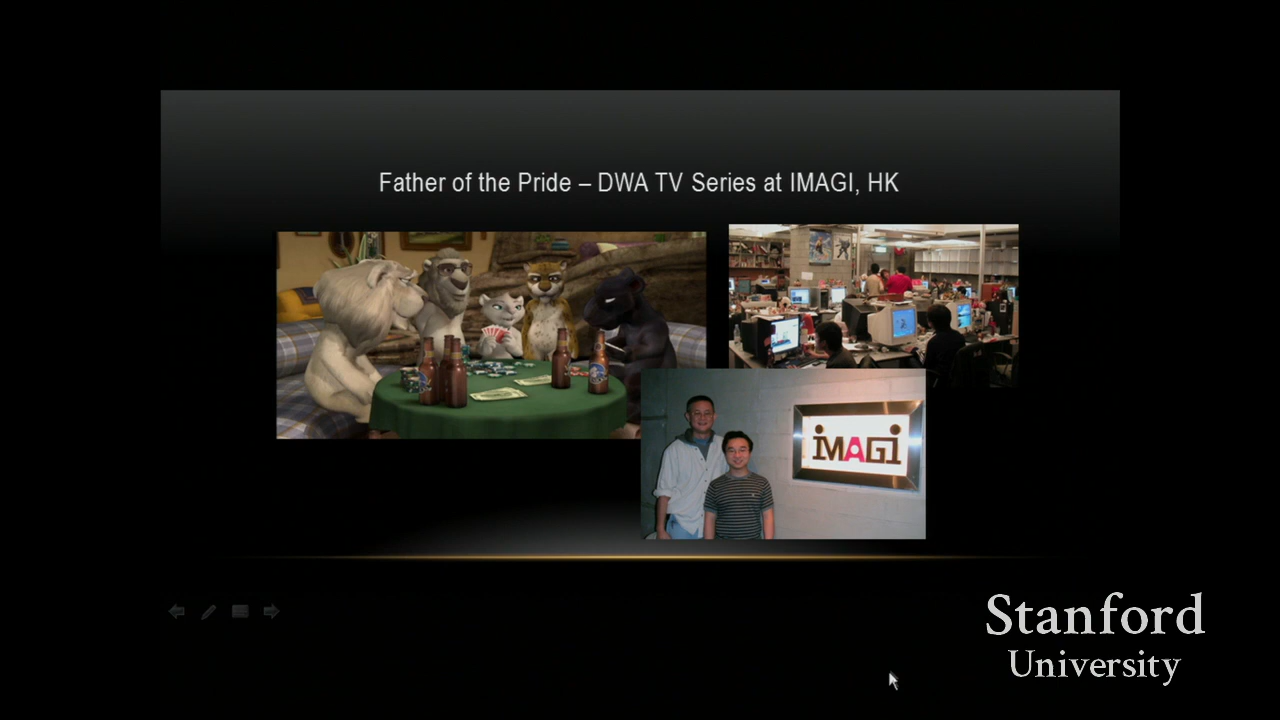 Father of the Pride – DWA TV Series at IMAGI, HK
iMAGi
Stanford
University